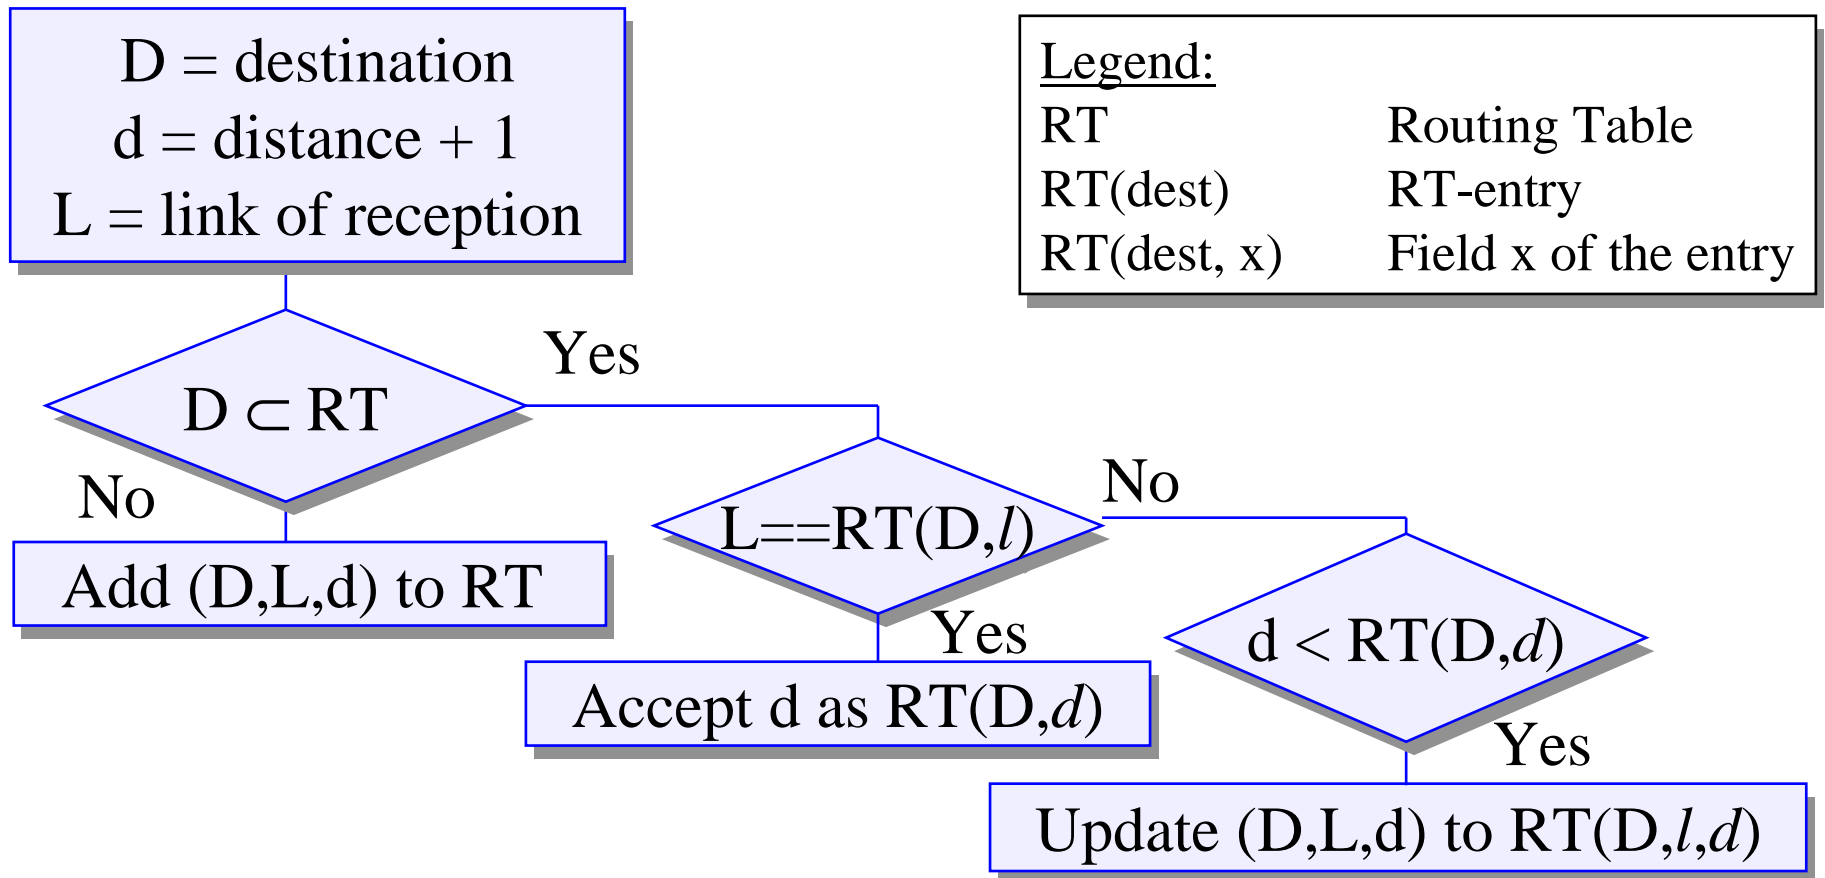 D = destination
d = distance + 1
L = link of reception
Legend:
RT Routing Table
RT(dest) RT-entry
RT(dest, x) Field x of the entry
Yes
D ⊂ RT
No
No
L==RT(D,l)
Add (D,L,d) to RT
Yes
d < RT(D,d)
Accept d as RT(D,d)
Yes
Update (D,L,d) to RT(D,l,d)